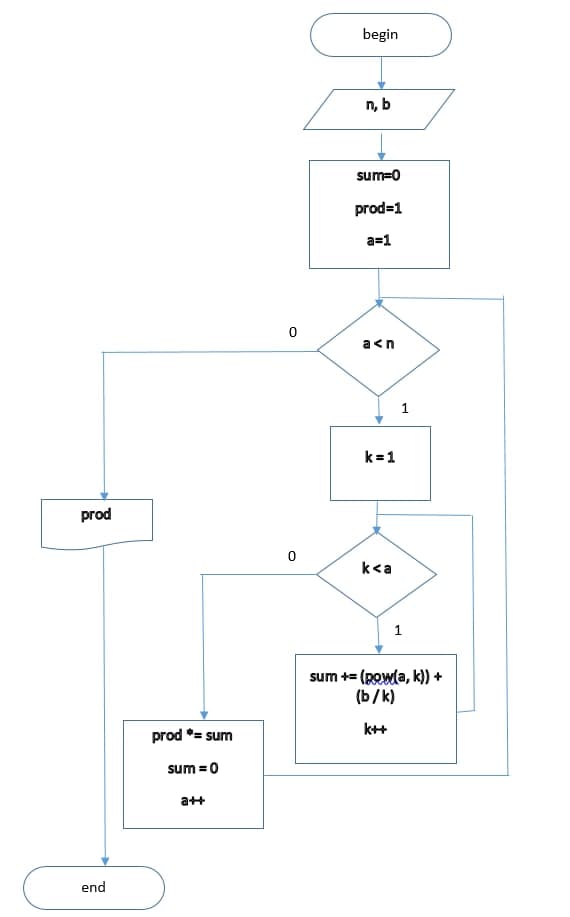 begin
n, b
sum=0
prod=1
a=1
0
a < n
1
k = 1
prod
0
k < a
1
sum += (pow(a, k)) +
(b / k)
k++
prod *= sum
sum = 0
a++
end